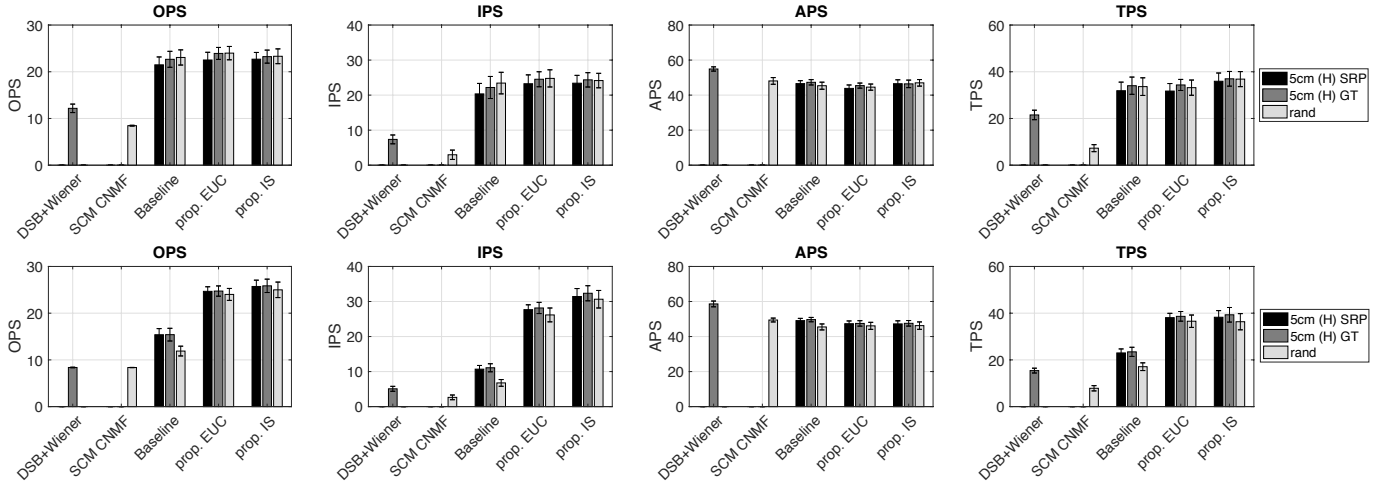 OPS
30
20
10
0
OPS
DSB+Wiener
SCM CNMF
Baseline
prop. EUC
prop. IS
IPS
40
30
20
10
0
IPS
DSB+Wiener
SCM CNMF
Baseline
prop. EUC
prop. IS
APS
80
60
40
20
0
APS
DSB+Wiener
SCM CNMF
Baseline
prop. EUC
prop. IS
TPS
60
40
20
0
TPS
DSB+Wiener
SCM CNMF
Baseline
prop. EUC
prop. IS
5cm (H) SRP
5cm (H) GT
rand
OPS
30
20
10
0
OPS
DSB+Wiener
SCM CNMF
Baseline
prop. EUC
prop. IS
IPS
40
30
20
10
0
IPS
DSB+Wiener
SCM CNMF
Baseline
prop. EUC
prop. IS
APS
80
60
40
20
0
APS
DSB+Wiener
SCM CNMF
Baseline
prop. EUC
prop. IS
TPS
60
40
20
0
TPS
DSB+Wiener
SCM CNMF
Baseline
prop. EUC
prop. IS
5cm (H) SRP
5cm (H) GT
rand